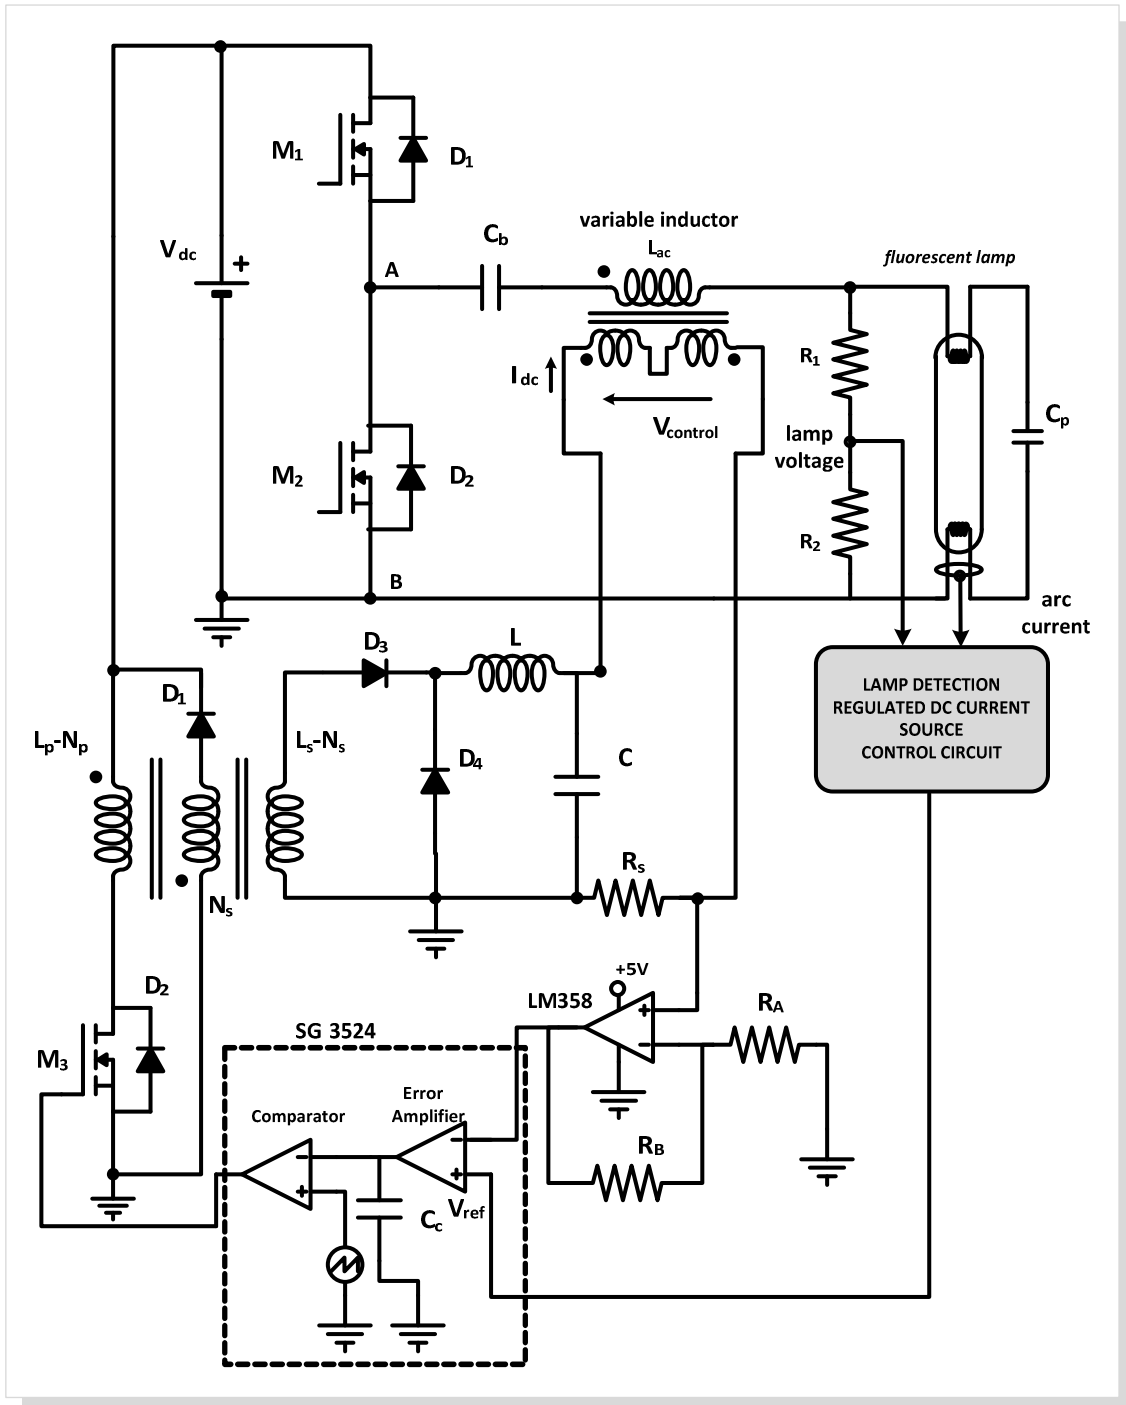 M1
D1
Vdc
+
A
Cb
variable inductor
Lac
fluorescent lamp
Idc
Vcontrol
R1
lamp
voltage
Cp
M2
D2
R2
B
arc
current
D3
L
D1
Lp-Np
Ls-Ns
D4
C
LAMP DETECTION
REGULATED DC CURRENT
SOURCE
CONTROL CIRCUIT
Rs
Ns
+5V
LM358
RA
D2
SG 3524
M3
+
−
Error
Amplifier
Comparator
RB
−
+
−
+
Cc
Vref